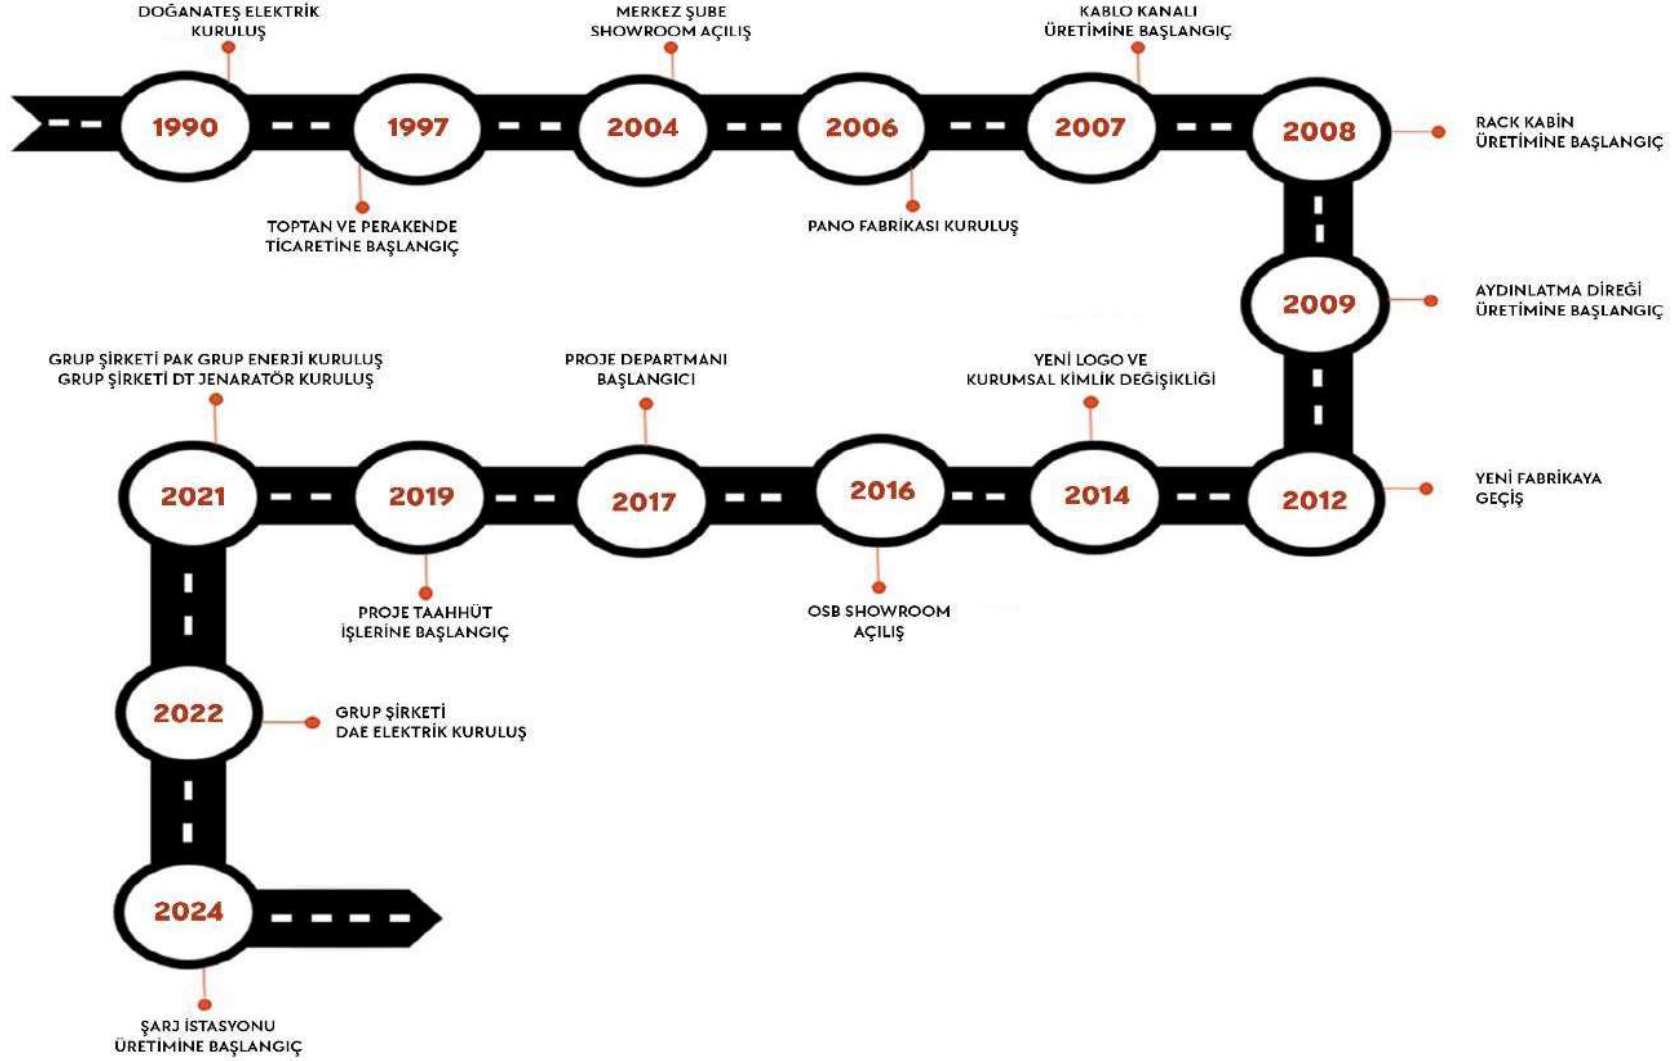 DOĞANATEŞ ELEKTRİK
KURULUŞ
1990
1997
TOPTAN VE PERAKENDE
TİCARETİNE BAŞLANGIÇ
MERKEZ ŞUBE
SHOWROOM AÇILIŞ
2004
2006
PANO FABRİKASI KURULUŞ
KABLO KANALI
ÜRETİMİNE BAŞLANGIÇ
2007
2008
RACK KABİN
ÜRETİMİNE BAŞLANGIÇ
2009
AYDINLATMA DİREĞİ
ÜRETİMİNE BAŞLANGIÇ
2012
YENİ FABRİKAYA
GEÇİŞ
YENİ LOGO VE
KURUMSAL KİMLİK DEĞİŞİKLİĞİ
2014
2016
OSB SHOWROOM
AÇILIŞ
PROJE DEPARTMANI
BAŞLANGICI
2017
2019
PROJE TAAHHÜT
İŞLERİNE BAŞLANGIÇ
GRUP ŞİRKETİ PAK GRUP ENERJİ KURULUŞ
GRUP ŞİRKETİ DT JENARATÖR KURULUŞ
2021
2022
GRUP ŞİRKETİ
DAE ELEKTRİK KURULUŞ
2024
ŞARJ İSTASYONU
ÜRETİMİNE BAŞLANGIÇ